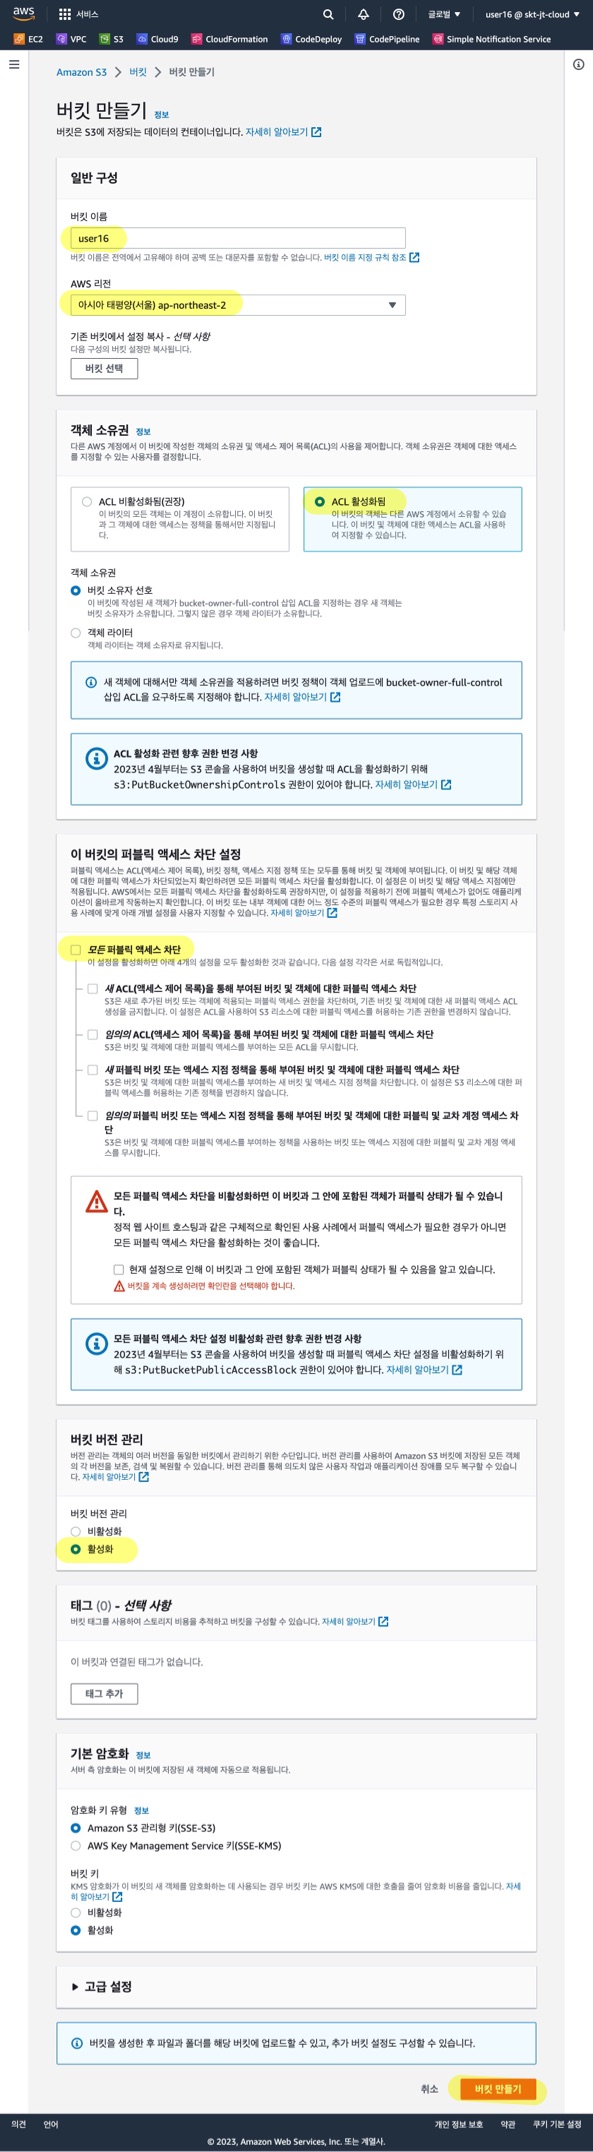 aws 서비스 글로벌 ▼ user16 @ skt-jt-cloud ▼
EC2 VPC S3 Cloud9 CloudFormation CodeDeploy CodePipeline Simple Notification Service
Amazon S3 > 버킷 > 버킷 만들기
버킷 만들기 정보
버킷은 S3에 저장되는 데이터의 컨테이너입니다. 자세히 알아보기
일반 구성
버킷 이름
user16
버킷 이름은 전역에서 고유해야 하며 공백 또는 대문자를 포함할 수 없습니다. 버킷 이름 지정 규칙 참조
AWS 리전
아시아 태평양(서울) ap-northeast-2
기존 버킷에서 설정 복사 - 선택 사항
다음 구성의 버킷 설정만 복사됩니다.
버킷 선택
객체 소유권 정보
다른 AWS 계정에서 이 버킷에 작성한 객체의 소유권 및 액세스 제어 목록(ACL)의 사용을 제어합니다. 객체 소유권은 객체에 대한 액세스
를 지정할 수 있는 사용자를 결정합니다.
ACL 비활성화됨(권장)
이 버킷의 모든 객체는 이 계정이 소유합니다. 이 버킷
과 그 객체에 대한 액세스는 정책을 통해서만 지정됩니
다.
ACL 활성화됨
이 버킷의 객체는 다른 AWS 계정에서 소유할 수 있습
니다. 이 버킷 및 객체에 대한 액세스는 ACL을 사용하
여 지정할 수 있습니다.
객체 소유권
버킷 소유자 선호
이 버킷에 작성된 새 객체가 bucket-owner-full-control 삽입 ACL을 지정하는 경우 새 객체는
버킷 소유자가 소유합니다. 그렇지 않은 경우 객체 라이터가 소유합니다.
객체 라이터
객체 라이터는 객체 소유자로 유지됩니다.
새 객체에 대해서만 객체 소유권을 적용하려면 버킷 정책이 객체 업로드에 bucket-owner-full-control
삽입 ACL을 요구하도록 지정해야 합니다. 자세히 알아보기
ACL 활성화 관련 향후 권한 변경 사항
2023년 4월부터는 S3 콘솔을 사용하여 버킷을 생성할 때 ACL을 활성화하기 위해
s3:PutBucketOwnershipControls 권한이 있어야 합니다. 자세히 알아보기
이 버킷의 퍼블릭 액세스 차단 설정
퍼블릭 액세스는 ACL(액세스 제어 목록), 버킷 정책, 액세스 지점 정책 또는 모두를 통해 버킷 및 객체에 부여됩니다. 이 버킷 및 해당 객체
에 대한 퍼블릭 액세스가 차단되었는지 확인하려면 모든 퍼블릭 액세스 차단을 활성화합니다. 이 설정은 이 버킷 및 해당 액세스 지점에만
적용됩니다. AWS에서는 모든 퍼블릭 액세스 차단을 활성화하도록 권장하지만, 이 설정을 적용하기 전에 퍼블릭 액세스가 없어도 애플리케
이션이 올바르게 작동하는지 확인합니다. 이 버킷 또는 내부 객체에 대한 어느 정도 수준의 퍼블릭 액세스가 필요한 경우 특정 스토리지 사
용 사례에 맞게 아래 개별 설정을 사용자 지정할 수 있습니다. 자세히 알아보기
모든 퍼블릭 액세스 차단
이 설정을 활성화하면 아래 4개의 설정을 모두 활성화한 것과 같습니다. 다음 설정 각각은 서로 독립적입니다.
새 ACL(액세스 제어 목록)을 통해 부여된 버킷 및 객체에 대한 퍼블릭 액세스 차단
S3은 새로 추가된 버킷 또는 객체에 적용되는 퍼블릭 액세스 권한을 차단하며, 기존 버킷 및 객체에 대한 새 퍼블릭 액세스 ACL
생성을 금지합니다. 이 설정은 ACL을 사용하여 S3 리소스에 대한 퍼블릭 액세스를 허용하는 기존 권한을 변경하지 않습니다.
임의의 ACL(액세스 제어 목록)을 통해 부여된 버킷 및 객체에 대한 퍼블릭 액세스 차단
S3은 버킷 및 객체에 대한 퍼블릭 액세스를 부여하는 모든 ACL을 무시합니다.
새 퍼블릭 버킷 또는 액세스 지점 정책을 통해 부여된 버킷 및 객체에 대한 퍼블릭 액세스 차단
S3은 버킷 및 객체에 대한 퍼블릭 액세스를 부여하는 새 버킷 및 액세스 지점 정책을 차단합니다. 이 설정은 S3 리소스에 대한 퍼
블릭 액세스를 허용하는 기존 정책을 변경하지 않습니다.
임의의 퍼블릭 버킷 또는 액세스 지점 정책을 통해 부여된 버킷 및 객체에 대한 퍼블릭 및 교차 계정 액세스 차
단
S3은 버킷 및 객체에 대한 퍼블릭 액세스를 부여하는 정책을 사용하는 버킷 또는 액세스 지점에 대한 퍼블릭 및 교차 계정 액세
스를 무시합니다.
모든 퍼블릭 액세스 차단을 비활성화하면 이 버킷과 그 안에 포함된 객체가 퍼블릭 상태가 될 수 있습니
다.
정적 웹 사이트 호스팅과 같은 구체적으로 확인된 사용 사례에서 퍼블릭 액세스가 필요한 경우가 아니면
모든 퍼블릭 액세스 차단을 활성화하는 것이 좋습니다.
현재 설정으로 인해 이 버킷과 그 안에 포함된 객체가 퍼블릭 상태가 될 수 있음을 알고 있습니다.
버킷을 계속 생성하려면 확인란을 선택해야 합니다.
모든 퍼블릭 액세스 차단 설정 비활성화 관련 향후 권한 변경 사항
2023년 4월부터는 S3 콘솔을 사용하여 버킷을 생성할 때 퍼블릭 액세스 차단 설정을 비활성화하기 위
해 s3:PutBucketPublicAccessBlock 권한이 있어야 합니다. 자세히 알아보기
버킷 버전 관리
버전 관리는 객체의 여러 버전을 동일한 버킷에서 관리하기 위한 수단입니다. 버전 관리를 사용하여 Amazon S3 버킷에 저장된 모든 객체
의 각 버전을 보존, 검색 및 복원할 수 있습니다. 버전 관리를 통해 의도치 않은 사용자 작업과 애플리케이션 장애를 모두 복구할 수 있습니
다. 자세히 알아보기
버킷 버전 관리
비활성화
활성화
태그 (0) - 선택 사항
버킷 태그를 사용하여 스토리지 비용을 추적하고 버킷을 구성할 수 있습니다. 자세히 알아보기
이 버킷과 연결된 태그가 없습니다.
태그 추가
기본 암호화 정보
서버 측 암호화는 이 버킷에 저장된 새 객체에 자동으로 적용됩니다.
암호화 키 유형 정보
Amazon S3 관리형 키(SSE-S3)
AWS Key Management Service 키(SSE-KMS)
버킷 키
KMS 암호화가 이 버킷의 새 객체를 암호화하는 데 사용되는 경우 버킷 키는 AWS KMS에 대한 호출을 줄여 암호화 비용을 줄입니다. 자세
히 알아보기
비활성화
활성화
▶ 고급 설정
버킷을 생성한 후 파일과 폴더를 해당 버킷에 업로드할 수 있고, 추가 버킷 설정도 구성할 수 있습니다.
취소 버킷 만들기
의견 언어 개인 정보 보호 약관 쿠키 기본 설정
© 2023, Amazon Web Services, Inc. 또는 계열사.